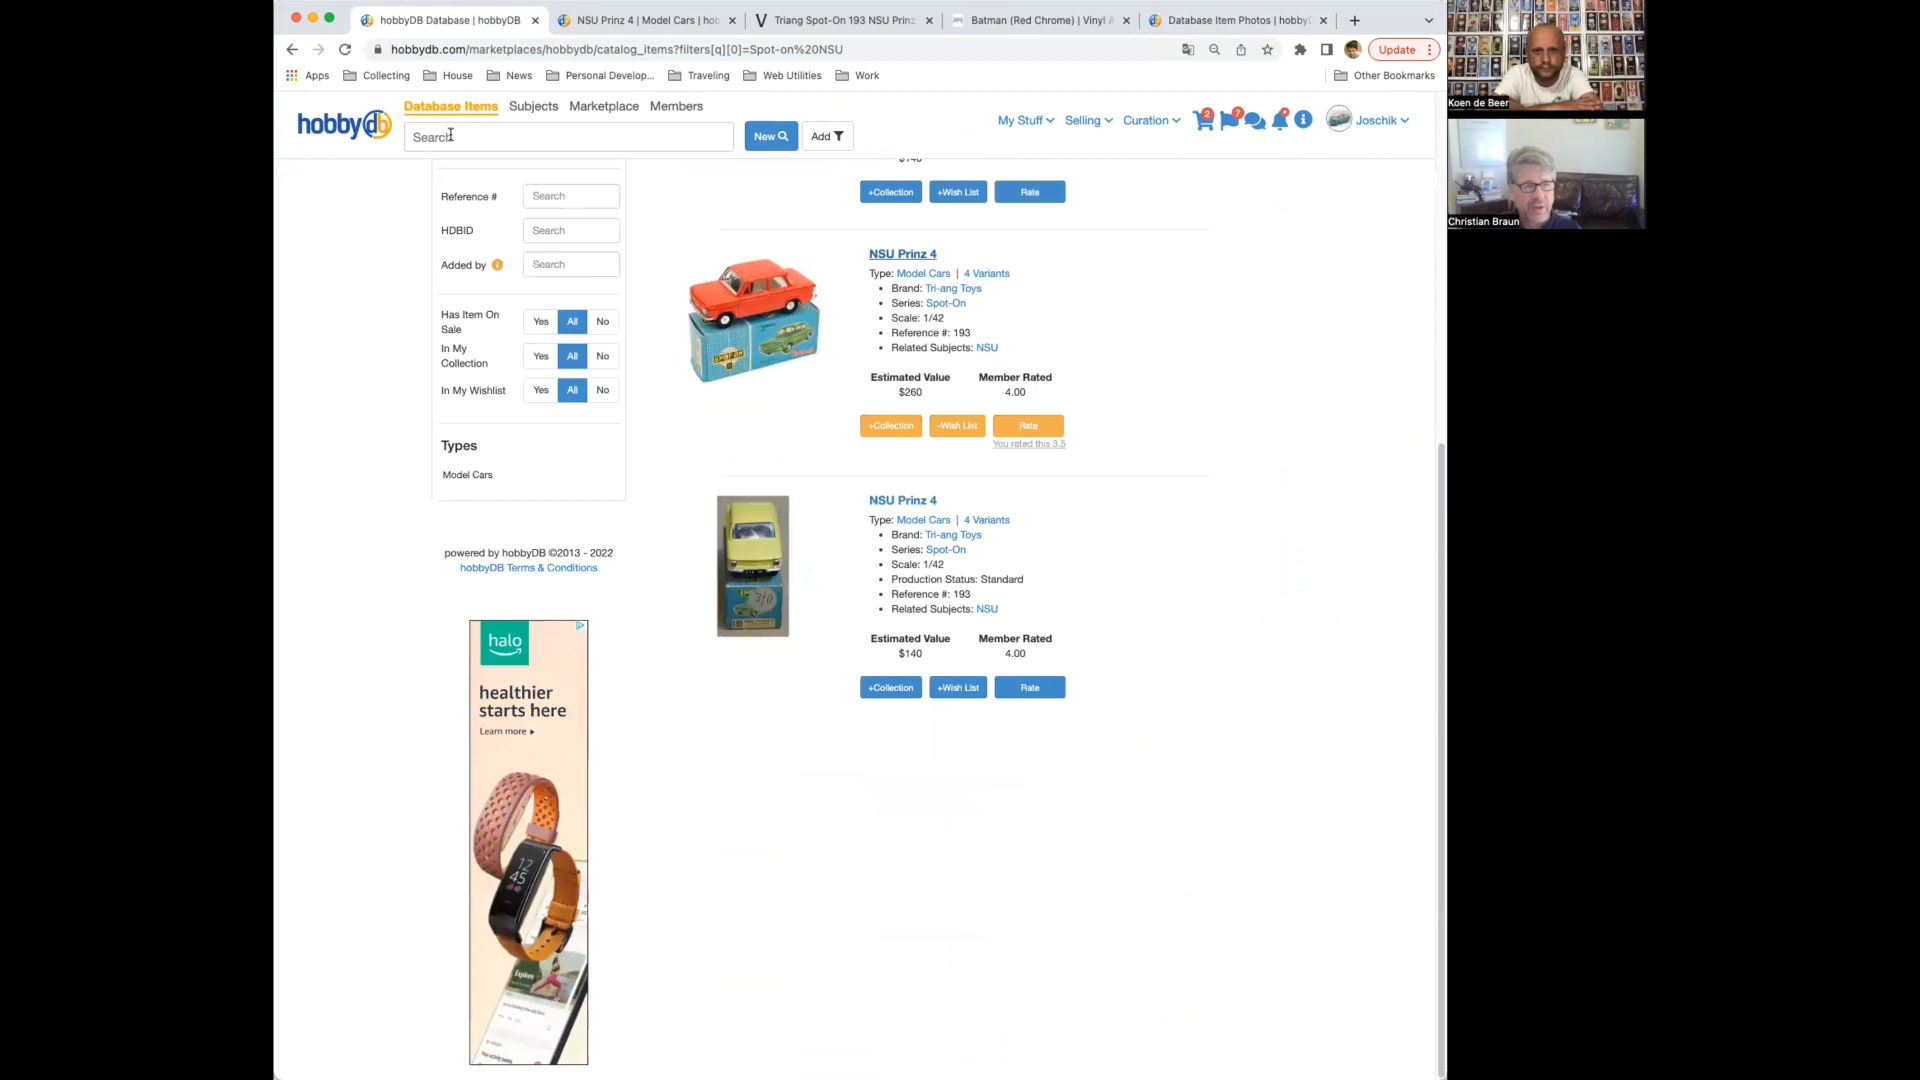 hobbyDB Database | hobbyDB
NSU Prinz 4 | Model Cars | hob
Triang Spot-On 193 NSU Prinz
Batman (Red Chrome) | Vinyl A
Database Item Photos | hobbyD
hobbydb.com/marketplaces/hobbydb/catalog_items?filters[q][0]=Spot-on%20NSU
Update
Apps
Collecting
House
News
Personal Develop...
Traveling
Web Utilities
Work
Other Bookmarks
hobbydb
Database Items
Subjects
Marketplace
Members
Search
New
Add
My Stuff
Selling
Curation
2
7
Joschik
$140
+Collection
+Wish List
Rate
Reference #
Search
HDBID
Search
Added by
Search
Has Item On
Sale
Yes
All
No
In My
Collection
Yes
All
No
In My Wishlist
Yes
All
No
Types
Model Cars
powered by hobbyDB ©2013 - 2022
hobbyDB Terms & Conditions
NSU Prinz 4
Type: Model Cars | 4 Variants
• Brand: Tri-ang Toys
• Series: Spot-On
• Scale: 1/42
• Reference #: 193
• Related Subjects: NSU
Estimated Value
Member Rated
$260
4.00
+Collection
-Wish List
Rate
You rated this 3.5
SPOT-ON
NSU Prinz 4
Type: Model Cars | 4 Variants
• Brand: Tri-ang Toys
• Series: Spot-On
• Scale: 1/42
• Production Status: Standard
• Reference #: 193
• Related Subjects: NSU
Estimated Value
Member Rated
$140
4.00
+Collection
+Wish List
Rate
halo
healthier
starts here
Learn more
12
45
Explore
Koen de Beer
Christian Braun